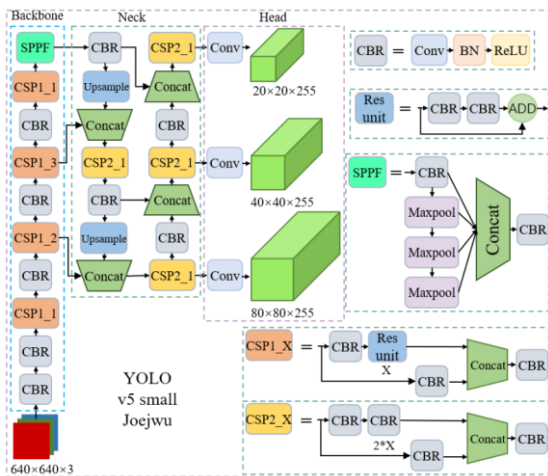 Backbone
Neck
Head
SPPF
CSP1_1
CBR
CSP1_3
CBR
CSP1_2
CBR
CSP1_1
CBR
CBR
640×640×3
CBR
Upsample
Concat
CSP2_1
CBR
Upsample
Concat
CSP2_1
Concat
CBR
CSP2_1
Concat
CBR
CSP2_1
Conv
20×20×255
Conv
40×40×255
Conv
80×80×255
YOLO
v5 small
Joejwu
CBR = Conv BN ReLU
Res
unit = CBR CBR ADD
SPPF = CBR
Maxpool
Maxpool
Maxpool
Concat
CBR
CSP1_X = CBR Res
unit
X
CBR
Concat
CBR
CSP2_X = CBR CBR
2*X
CBR
Concat
CBR